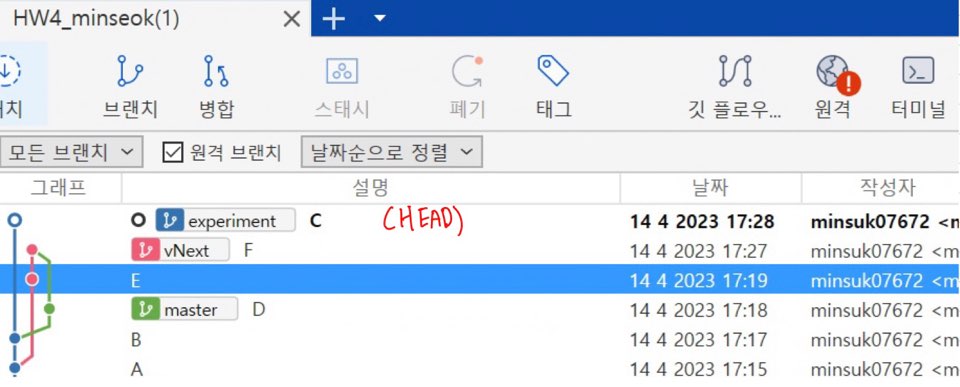 HW4_minseok(1)
패치 브랜치 병합 스태시 폐기 태그 깃 플로우... 원격 터미널
모든 브랜치 원격 브랜치 날짜순으로 정렬
그래프 설명 날짜 작성자
experiment C (HEAD) 14 4 2023 17:28 minsuk07672 <n
vNext F 14 4 2023 17:27 minsuk07672 <m
E 14 4 2023 17:19 minsuk07672 <m
master D 14 4 2023 17:18 minsuk07672 <m
B 14 4 2023 17:17 minsuk07672 <m
A 14 4 2023 17:15 minsuk07672 <m